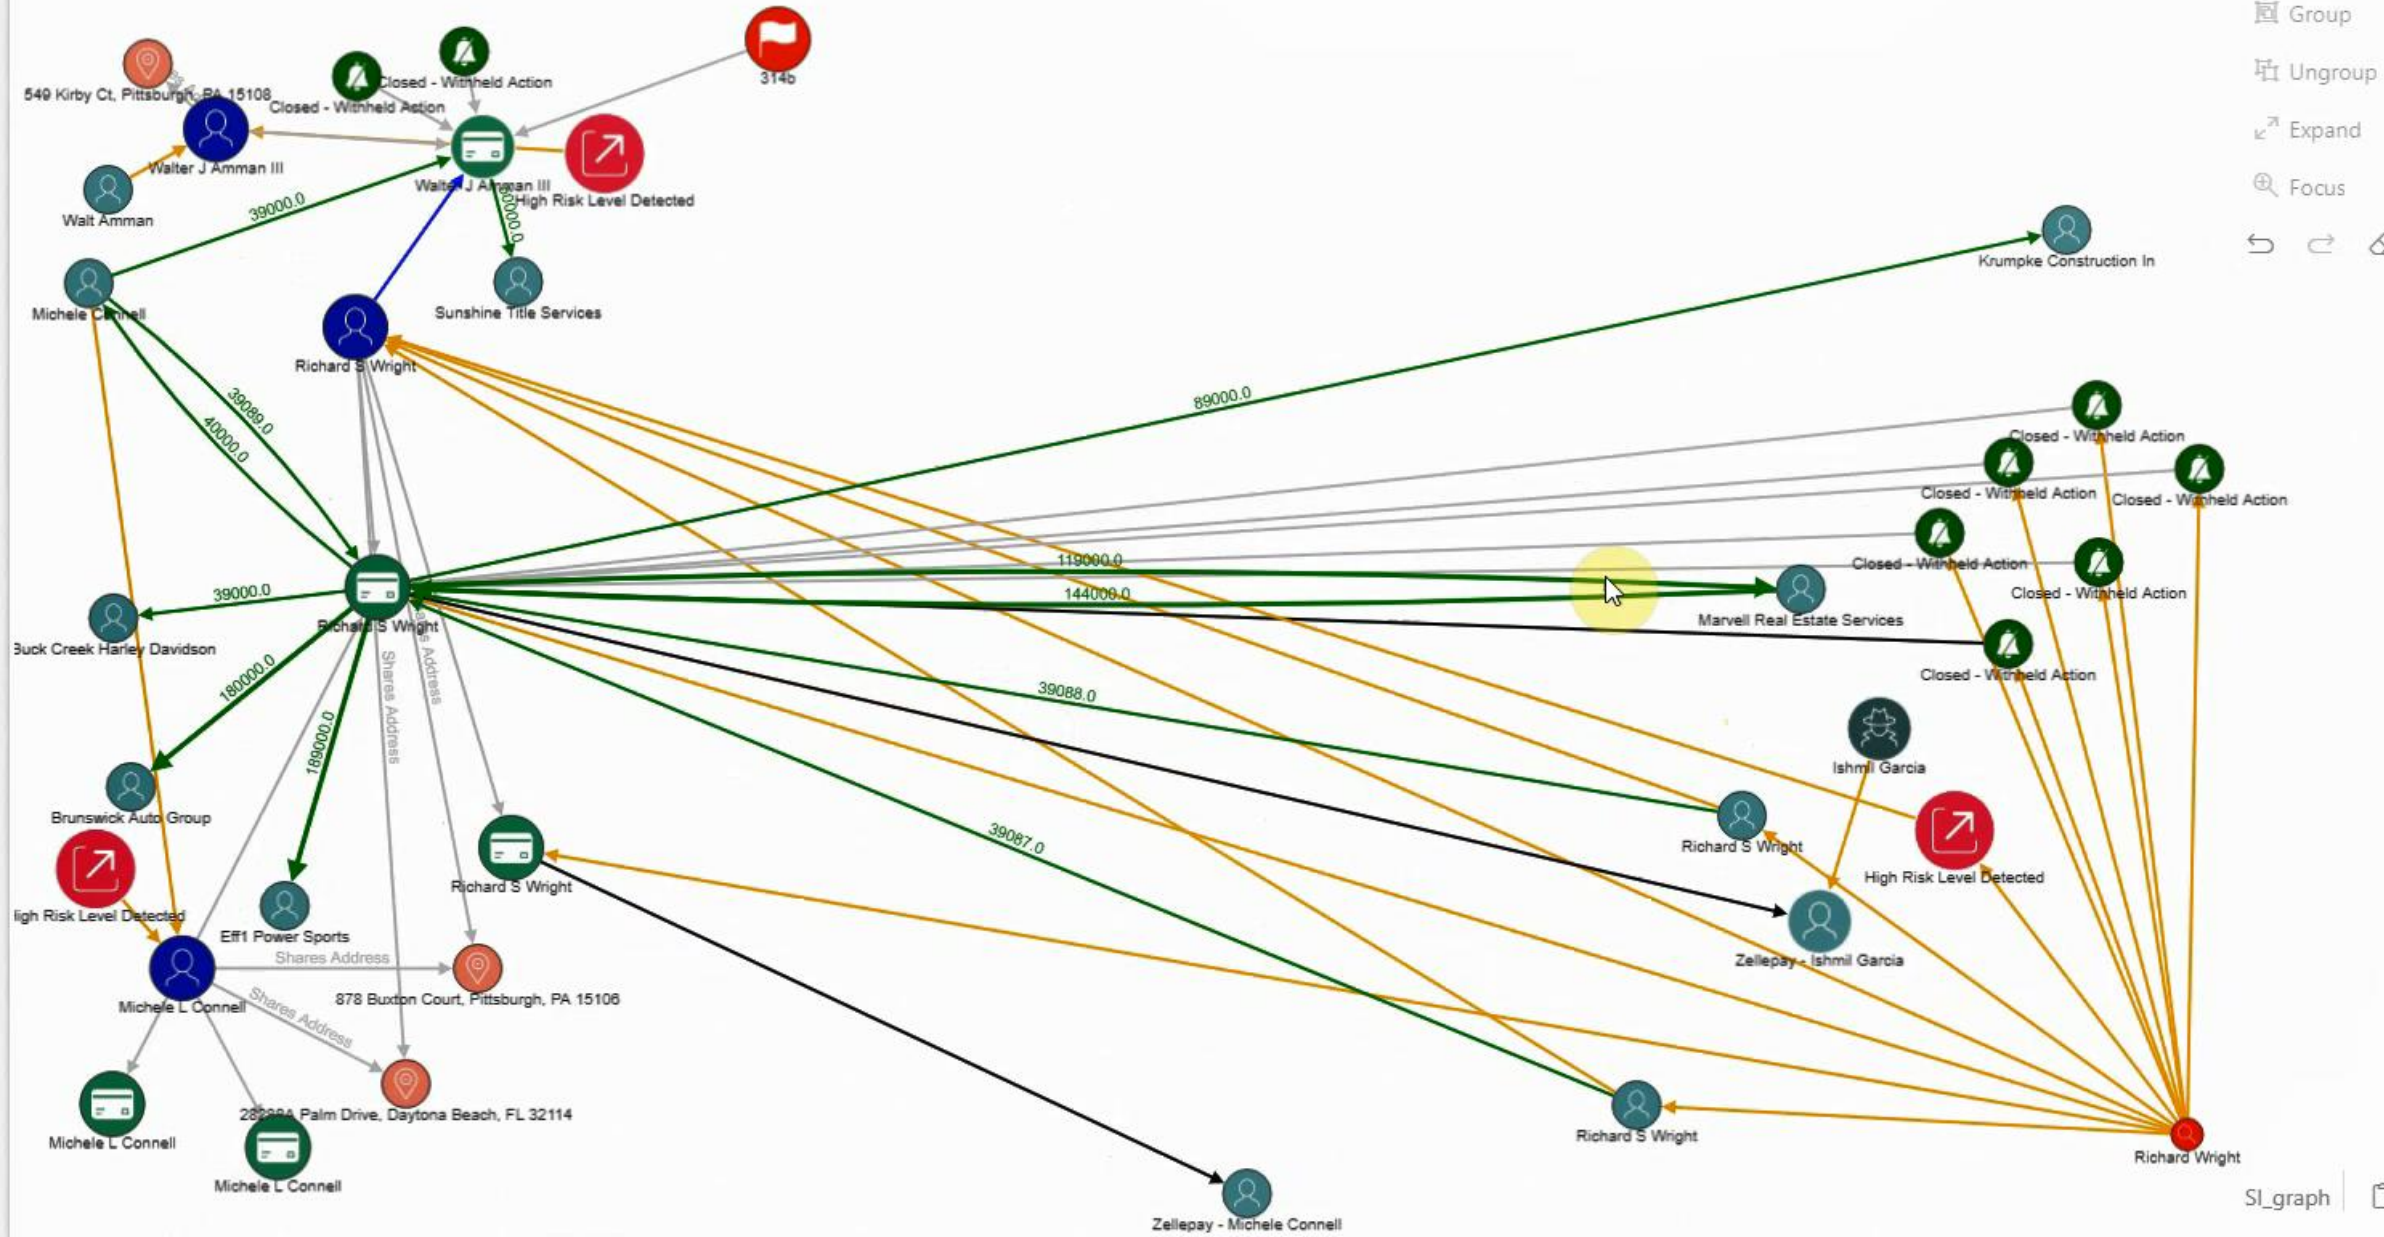 Group
Ungroup
Expand
Focus
314b
549 Kirby Ct, Pittsburgh, PA 15108
Closed - Withheld Action
Closed - Withheld Action
Walter J Amman III
Walter J Amman III
High Risk Level Detected
Walt Amman
39000.0
Michele Connell
Sunshine Title Services
Richard S Wright
Krumpke Construction In
89000.0
39089.0
40000.0
Closed - Withheld Action
Closed - Withheld Action
Closed - Withheld Action
Closed - Withheld Action
Closed - Withheld Action
119000.0
144000.0
Marvell Real Estate Services
39000.0
Richard S Wright
Buck Creek Harley Davidson
Closed - Withheld Action
180000.0
Shares Address
Address
39088.0
189000.0
Ishmil Garcia
Brunswick Auto Group
39087.0
Richard S Wright
High Risk Level Detected
Richard S Wright
High Risk Level Detected
Eff1 Power Sports
Shares Address
Zellepay - Ishmil Garcia
878 Buxton Court, Pittsburgh, PA 15106
Michele L Connell
Shares Address
Palm Drive, Daytona Beach, FL 32114
Michele L Connell
Richard S Wright
Richard Wright
Michele L Connell
Zellepay - Michele Connell
SI_graph